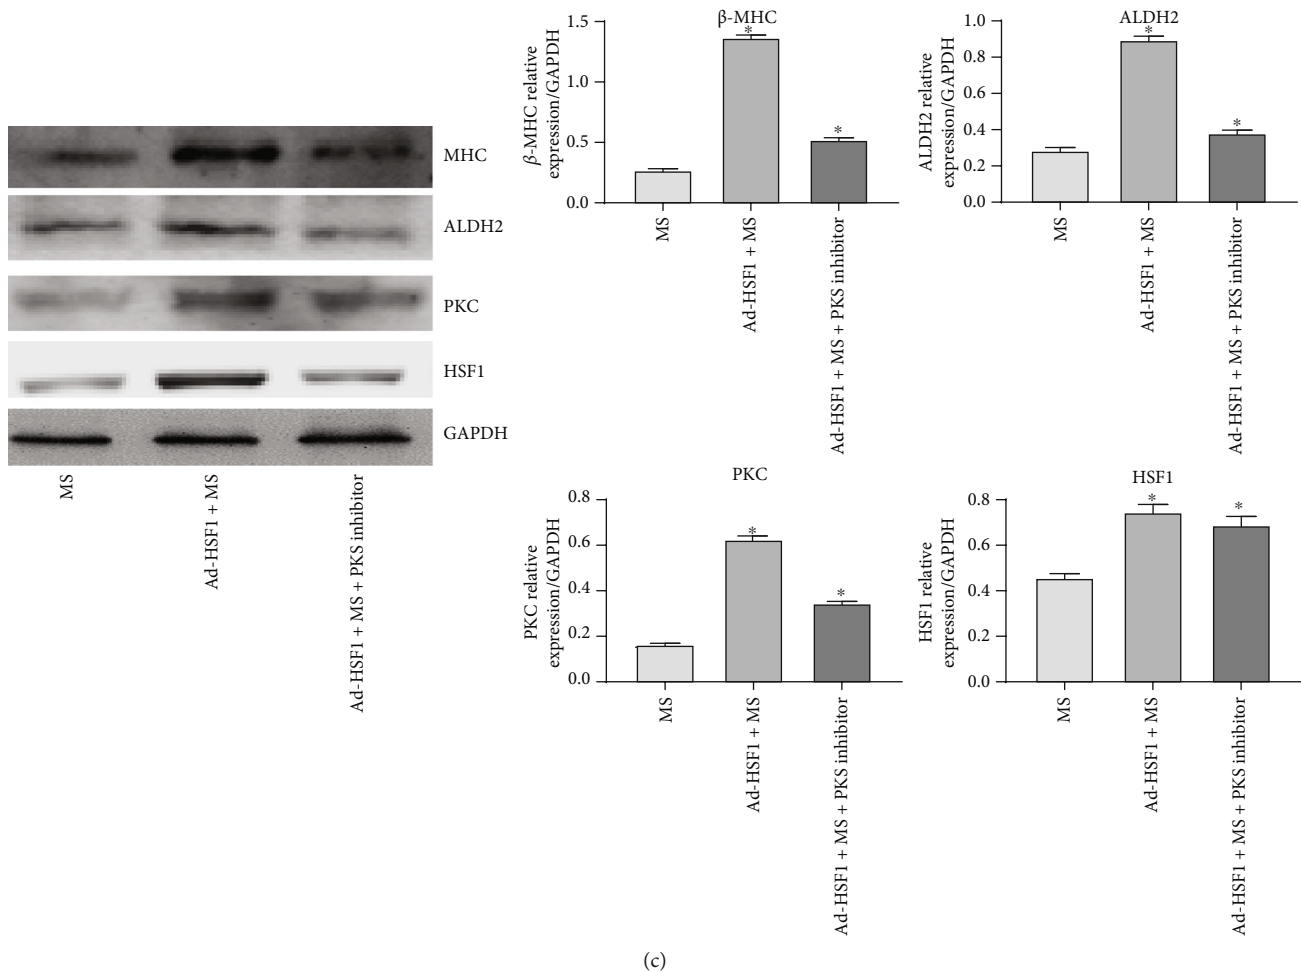 MHC
ALDH2
PKC
HSF1
GAPDH
MS
Ad-HSF1 + MS
Ad-HSF1 + MS + PKS inhibitor
β-MHC
β-MHC relative
expression/GAPDH
1.5
1.0
0.5
0.0
*
*
MS
Ad-HSF1 + MS
Ad-HSF1 + MS + PKS inhibitor
ALDH2
ALDH2 relative
expression/GAPDH
1.0
0.8
0.6
0.4
0.2
0.0
*
*
MS
Ad-HSF1 + MS
Ad-HSF1 + MS + PKS inhibitor
PKC
PKC relative
expression/GAPDH
0.8
0.6
0.4
0.2
0.0
*
*
MS
Ad-HSF1 + MS
Ad-HSF1 + MS + PKS inhibitor
HSF1
HSF1 relative
expression/GAPDH
0.8
0.6
0.4
0.2
0.0
*
*
MS
Ad-HSF1 + MS
Ad-HSF1 + MS + PKS inhibitor
(c)